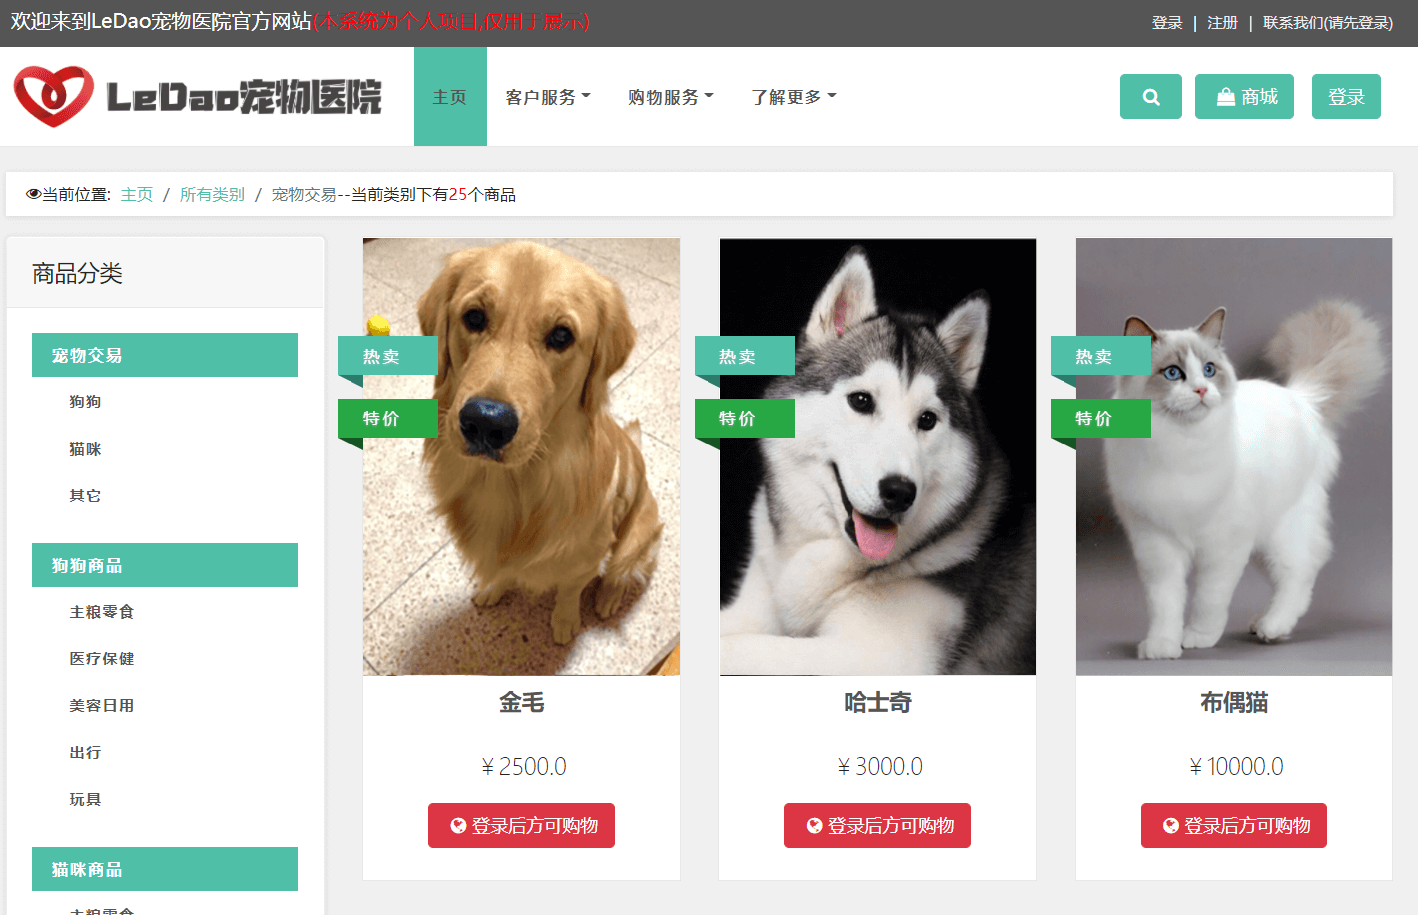 欢迎来到LeDao宠物医院官方网站(本系统为个人项目,仅用于展示)
登录 | 注册 | 联系我们(请先登录)
LeDao宠物医院
主页 客户服务 购物服务 了解更多
商城 登录
当前位置: 主页 / 所有类别 / 宠物交易--当前类别下有25个商品
商品分类
宠物交易
狗狗
猫咪
其它
狗狗商品
主粮零食
医疗保健
美容日用
出行
玩具
猫咪商品
主粮零食
热卖
特价
金毛
¥ 2500.0
登录后方可购物
热卖
特价
哈士奇
¥ 3000.0
登录后方可购物
热卖
特价
布偶猫
¥ 10000.0
登录后方可购物